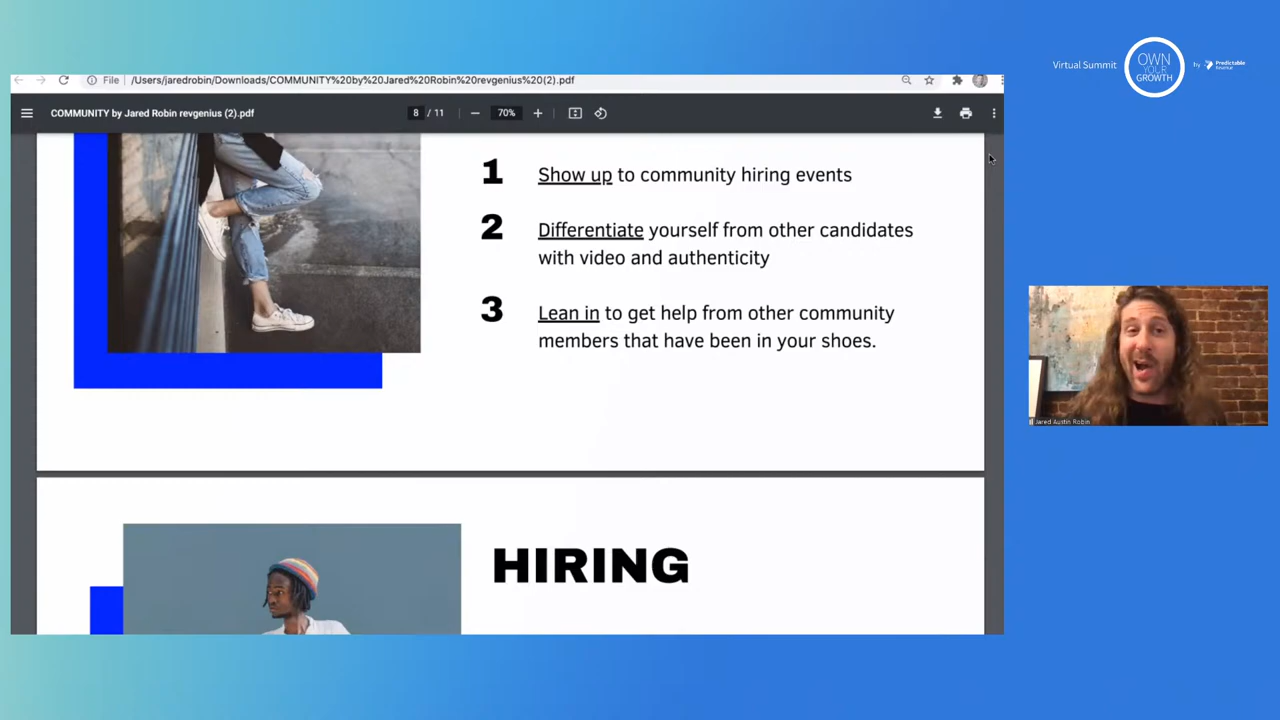 Virtual Summit
OWN
YOUR
GROWTH
by Predictable
Revenue
File /Users/jaredrobin/Downloads/COMMUNITY%20by%20Jared%20Robin%20revgenius%20(2).pdf
COMMUNITY by Jared Robin revgenius (2).pdf
8 / 11
70%
1 Show up to community hiring events
2 Differentiate yourself from other candidates
with video and authenticity
3 Lean in to get help from other community
members that have been in your shoes.
Jared Austin Robin
HIRING